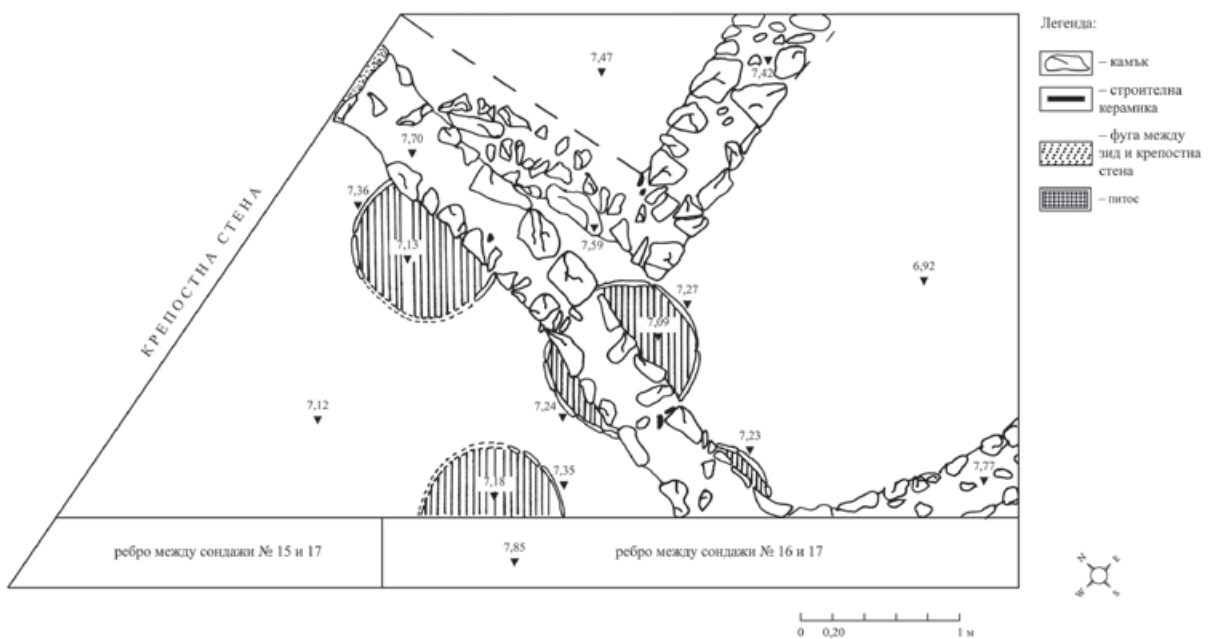 Легенда:
– камък
– строителна
керамика
– фуга между
зид и крепостна
стена
– питос
7,47
7,42
7,70
7,36
КРЕПОСТНА СТЕНА
7,13
7,59
6,92
7,27
7,09
7,12
7,24
7,23
7,35
7,18
7,77
ребро между сондажи № 15 и 17
7,85
ребро между сондажи № 16 и 17
N
E
W
S
0
0,20
1 м